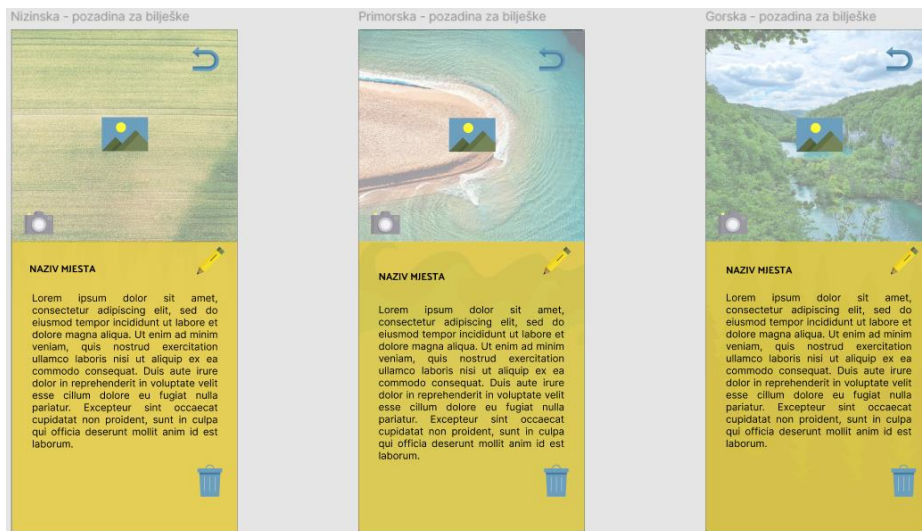 Nizinska - pozadina za bilješke
NAZIV MJESTA
Lorem ipsum dolor sit amet,
consectetur adipiscing elit, sed do
eiusmod tempor incididunt ut labore et
dolore magna aliqua. Ut enim ad minim
veniam, quis nostrud exercitation
ullamco laboris nisi ut aliquip ex ea
commodo consequat. Duis aute irure
dolor in reprehenderit in voluptate velit
esse cillum dolore eu fugiat nulla
pariatur. Excepteur sint occaecat
cupidatat non proident, sunt in culpa
qui officia deserunt mollit anim id est
laborum.
Primorska - pozadina za bilješke
NAZIV MJESTA
Lorem ipsum dolor sit amet,
consectetur adipiscing elit, sed do
eiusmod tempor incididunt ut labore et
dolore magna aliqua. Ut enim ad minim
veniam, quis nostrud exercitation
ullamco laboris nisi ut aliquip ex ea
commodo consequat. Duis aute irure
dolor in reprehenderit in voluptate velit
esse cillum dolore eu fugiat nulla
pariatur. Excepteur sint occaecat
cupidatat non proident, sunt in culpa
qui officia deserunt mollit anim id est
laborum.
Gorska - pozadina za bilješke
NAZIV MJESTA
Lorem ipsum dolor sit amet,
consectetur adipiscing elit, sed do
eiusmod tempor incididunt ut labore et
dolore magna aliqua. Ut enim ad minim
veniam, quis nostrud exercitation
ullamco laboris nisi ut aliquip ex ea
commodo consequat. Duis aute irure
dolor in reprehenderit in voluptate velit
esse cillum dolore eu fugiat nulla
pariatur. Excepteur sint occaecat
cupidatat non proident, sunt in culpa
qui officia deserunt mollit anim id est
laborum.